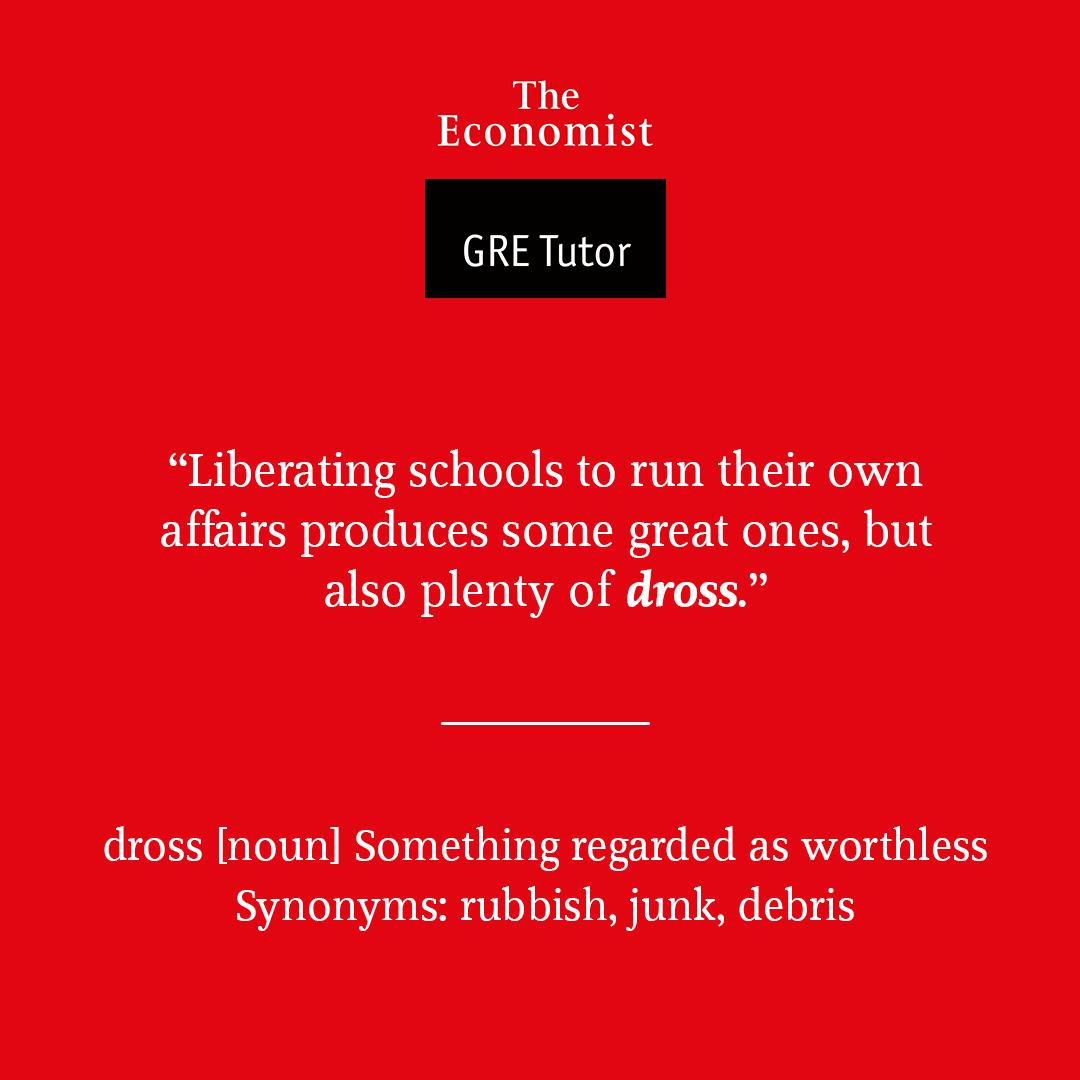 The
Economist
GRE Tutor
“Liberating schools to run their own
affairs produces some great ones, but
also plenty of dross.”
dross [noun] Something regarded as worthless
Synonyms: rubbish, junk, debris